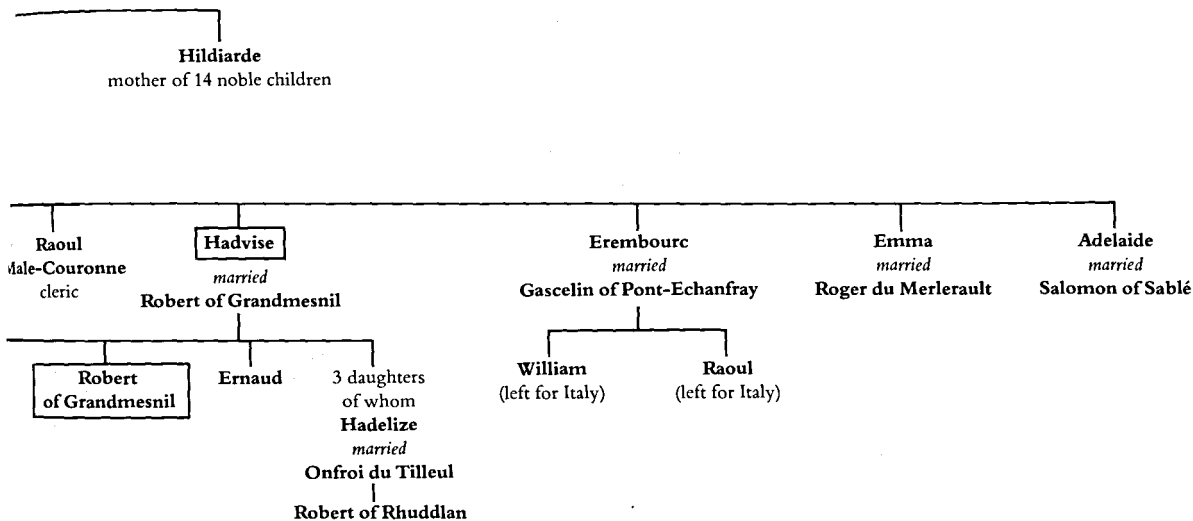 Hildiarde
mother of 14 noble children
Raoul
Male-Couronne
cleric
Hadvise
married
Robert of Grandmesnil
Erembourc
married
Gascelin of Pont-Echanfray
Emma
married
Roger du Merlerault
Adelaide
married
Salomon of Sablé
Robert
of Grandmesnil
Ernaud
3 daughters
of whom
Hadelize
married
Onfroi du Tilleul
Robert of Rhuddlan
William
(left for Italy)
Raoul
(left for Italy)